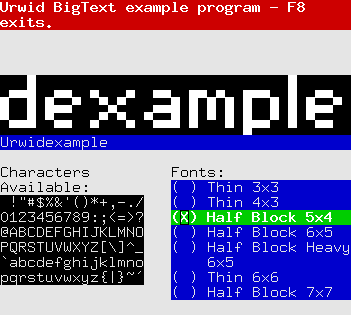 Urwid BigText example program - F8
exits.
dexample
Urwidexample
Characters
Available:
 !"#$%&'()*+,-./
0123456789:;<=>?
@ABCDEFGHIJKLMNO
PQRSTUVWXYZ[\]^_
`abcdefghijklmno
pqrstuvwxyz{|}~´
Fonts:
( ) Thin 3x3
( ) Thin 4x3
(X) Half Block 5x4
( ) Half Block 6x5
( ) Half Block Heavy
6x5
( ) Thin 6x6
( ) Half Block 7x7